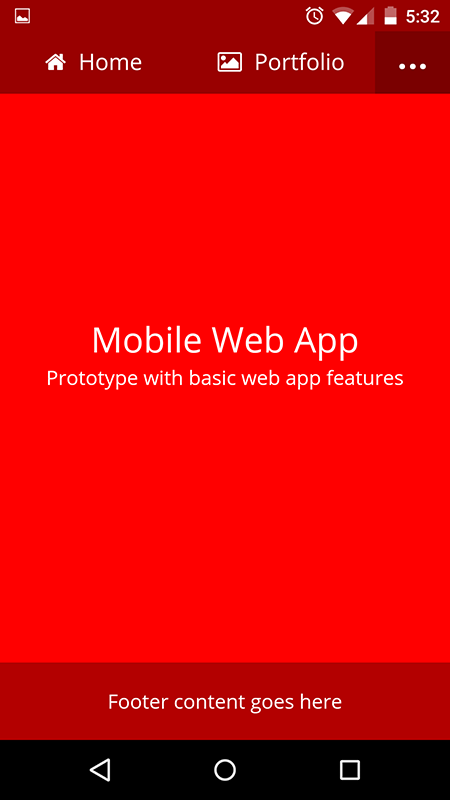 5:32
Home Portfolio
Mobile Web App
Prototype with basic web app features
Footer content goes here